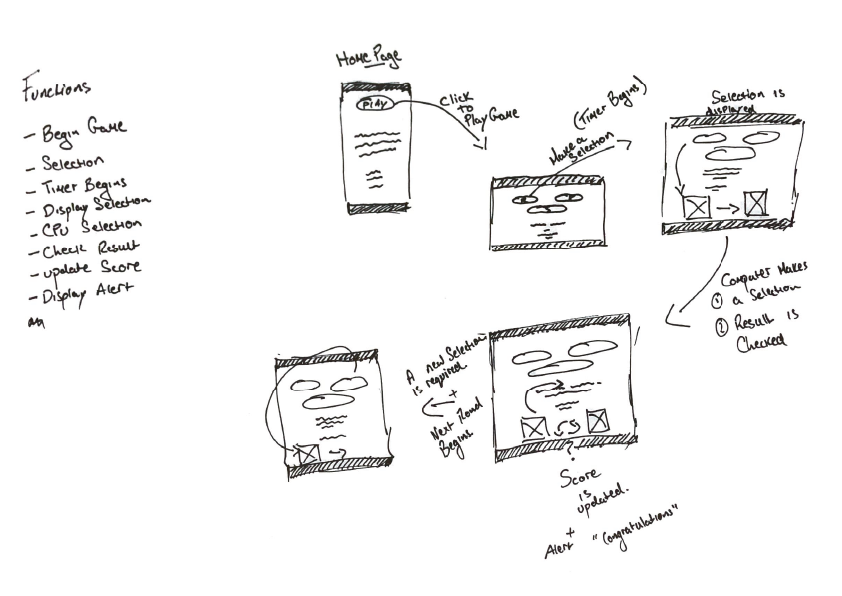 Functions
- Begin Game
- Selection
- Timer Begins
- Display Selection
- CPU Selection
- Check Result
- update Score
- Display Alert
Home Page
play
Click
to
Play Game
(Timer Begins)
Make a
Selection
Selection is
displayed
Computer Makes
① a Selection
② Result is
Checked
Score
is
updated.
+
Alert "Congratulations"
A new Selection
is required.
+
Next Round
Begins